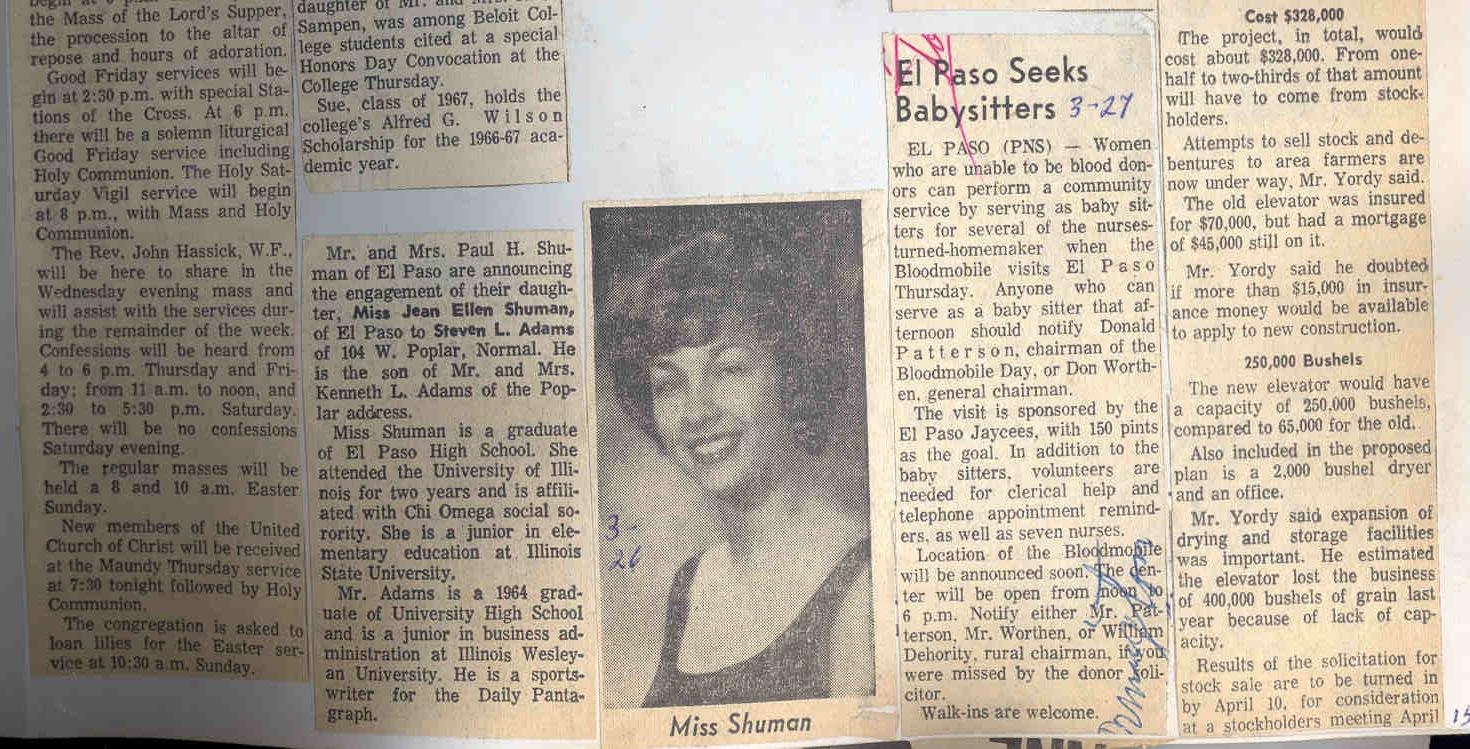 the Mass of the Lord's Supper,
the procession to the altar of
repose and hours of adoration.
Good Friday services will be-
gin at 2:30 p.m. with special Sta-
tions of the Cross. At 6 p.m.
there will be a solemn liturgical
Good Friday service including
Holy Communion. The Holy Sat-
urday Vigil service will begin
at 8 p.m., with Mass and Holy
Communion.
The Rev. John Hassick, W.F.,
will be here to share in the
Wednesday evening mass and
will assist with the services dur-
ing the remainder of the week.
Confessions will be heard from
4 to 6 p.m. Thursday and Fri-
day; from 11 a.m. to noon, and
2:30 to 5:30 p.m. Saturday.
There will be no confessions
Saturday evening.
The regular masses will be
held a 8 and 10 a.m. Easter
Sunday.
New members of the United
Church of Christ will be received
at the Maundy Thursday service
at 7:30 tonight followed by Holy
Communion.
The congregation is asked to
loan lilies for the Easter ser-
vice at 10:30 a.m. Sunday.
daughter of Mr. and
Sampen, was among Beloit Col-
lege students cited at a special
Honors Day Convocation at the
College Thursday.
Sue, class of 1967, holds the
college's Alfred G. Wilson
Scholarship for the 1966-67 aca-
demic year.
Mr. and Mrs. Paul H. Shu-
man of El Paso are announcing
the engagement of their daugh-
ter, Miss Jean Ellen Shuman,
of El Paso to Steven L. Adams
of 104 W. Poplar, Normal. He
is the son of Mr. and Mrs.
Kenneth L. Adams of the Pop-
lar address.
Miss Shuman is a graduate
of El Paso High School. She
attended the University of Illi-
nois for two years and is affili-
ated with Chi Omega social so-
rority. She is a junior in ele-
mentary education at Illinois
State University.
Mr. Adams is a 1964 grad-
uate of University High School
and is a junior in business ad-
ministration at Illinois Wesley-
an University. He is a sports-
writer for the Daily Panta-
graph.
3-
26
Miss Shuman
El Paso Seeks
Babysitters 3-27
EL PASO (PNS) — Women
who are unable to be blood don-
ors can perform a community
service by serving as baby sit-
ters for several of the nurses-
turned-homemaker when the
Bloodmobile visits El Paso
Thursday. Anyone who can
serve as a baby sitter that af-
ternoon should notify Donald
Patterson, chairman of the
Bloodmobile Day, or Don Worth-
en, general chairman.
The visit is sponsored by the
El Paso Jaycees, with 150 pints
as the goal. In addition to the
baby sitters, volunteers are
needed for clerical help and
telephone appointment remind-
ers, as well as seven nurses.
Location of the Bloodmobile
will be announced soon. The cen-
ter will be open from noon to
6 p.m. Notify either Mr. Pat-
terson, Mr. Worthen, or William
Dehority, rural chairman, if you
were missed by the donor soli-
citor.
Walk-ins are welcome.
Cost $328,000
The project, in total, would
cost about $328,000. From one-
half to two-thirds of that amount
will have to come from stock-
holders.
Attempts to sell stock and de-
bentures to area farmers are
now under way, Mr. Yordy said.
The old elevator was insured
for $70,000, but had a mortgage
of $45,000 still on it.
Mr. Yordy said he doubted
if more than $15,000 in insur-
ance money would be available
to apply to new construction.
250,000 Bushels
The new elevator would have
a capacity of 250,000 bushels,
compared to 65,000 for the old.
Also included in the proposed
plan is a 2,000 bushel dryer
and an office.
Mr. Yordy said expansion of
drying and storage facilities
was important. He estimated
the elevator lost the business
of 400,000 bushels of grain last
year because of lack of cap-
acity.
Results of the solicitation for
stock sale are to be turned in
by April 10, for consideration
at a stockholders meeting April
15